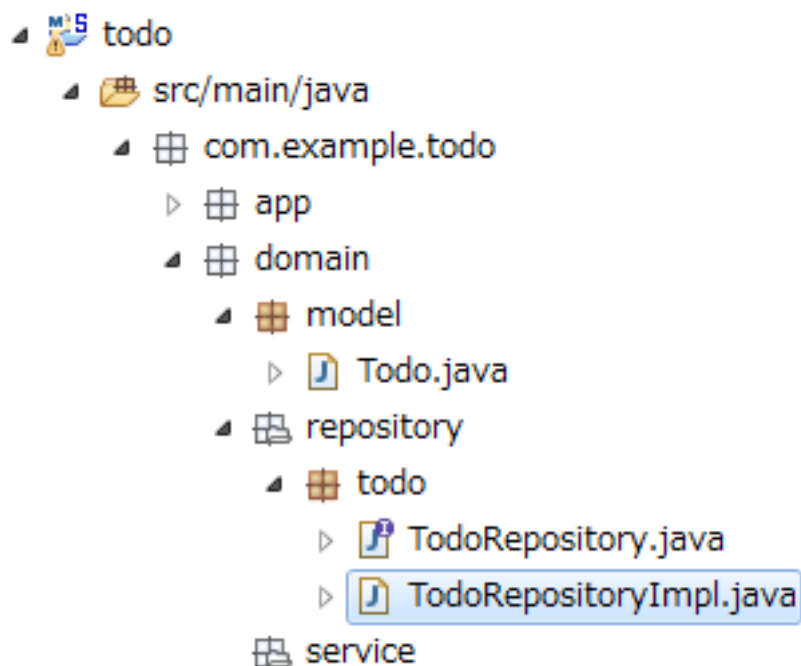 todo
src/main/java
com.example.todo
app
domain
model
Todo.java
repository
todo
TodoRepository.java
TodoRepositoryImpl.java
service